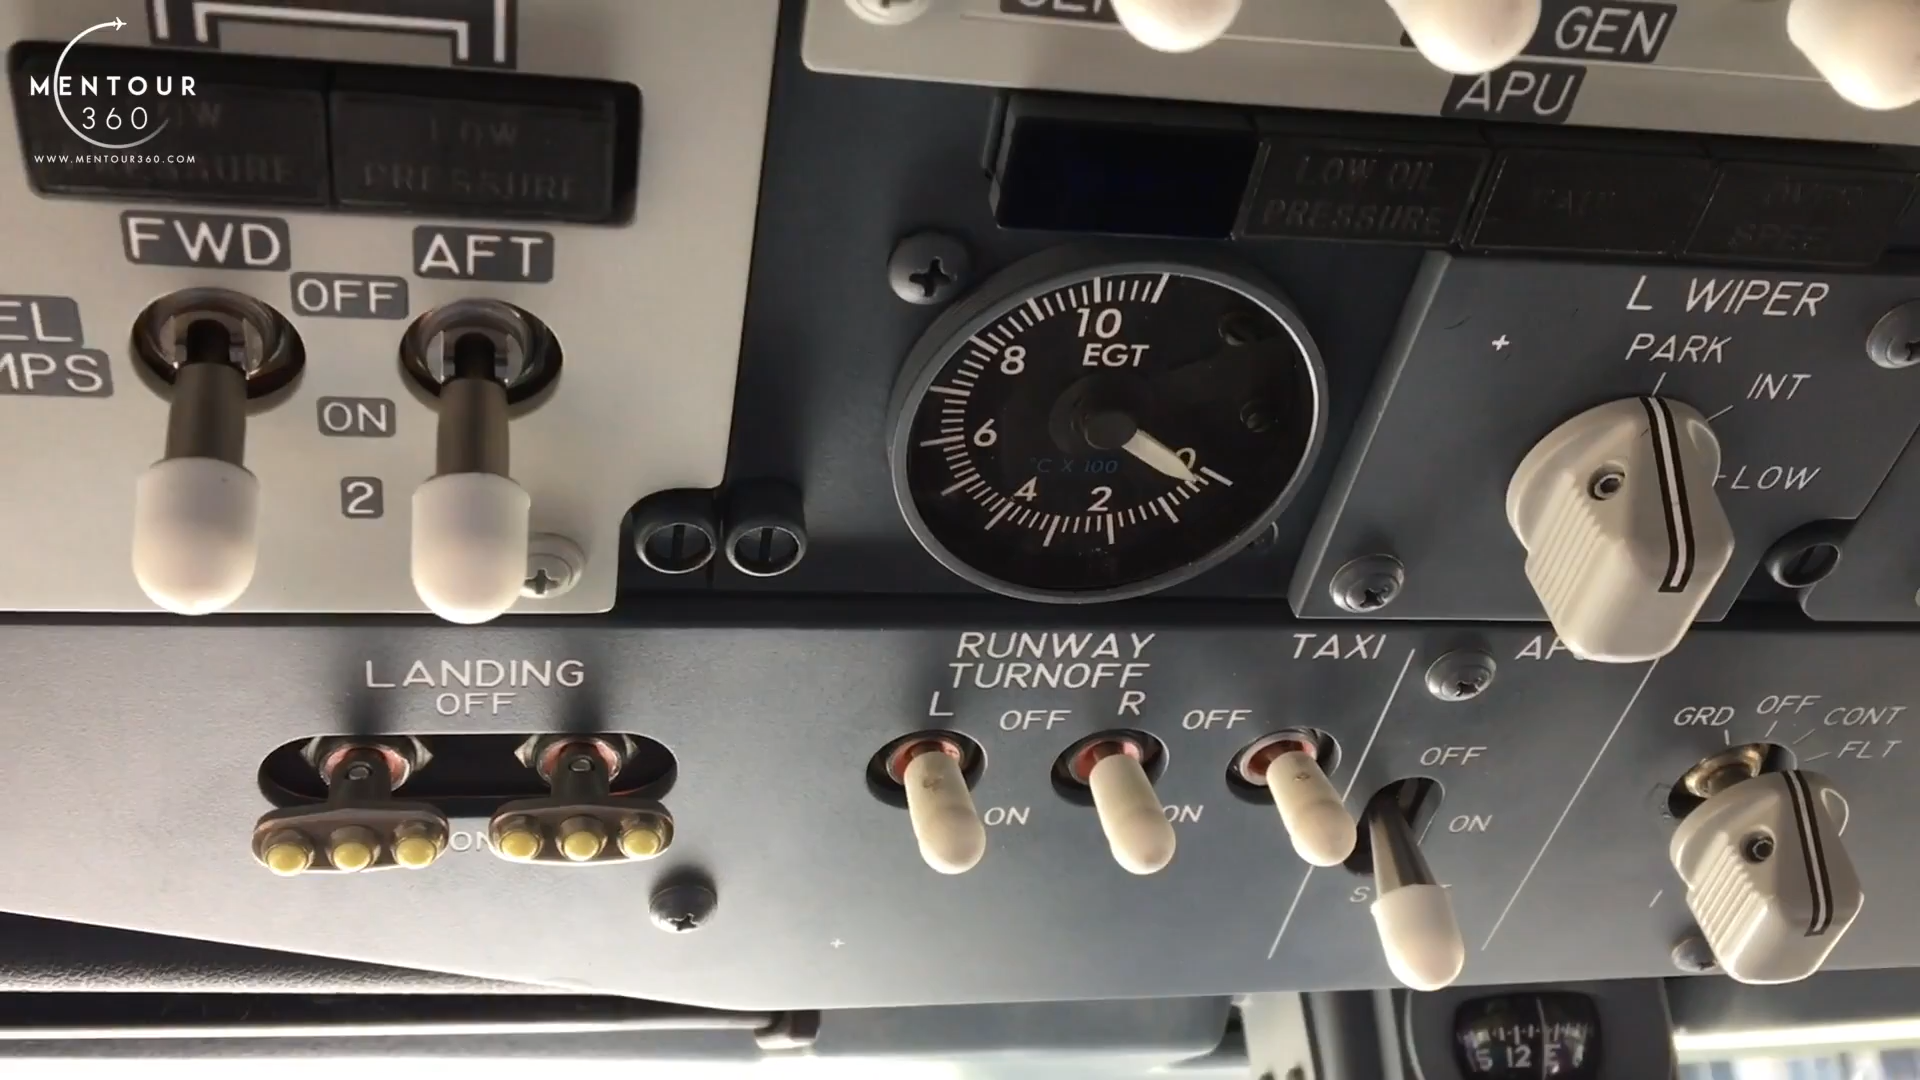 MENTOUR
360
WWW.MENTOUR360.COM
LOW
PRESSURE
FWD
AFT
OFF
ON
2
GEN
APU
LOW OIL
PRESSURE
10
EGT
8
6
°C X 100
4
2
0
L WIPER
PARK
INT
LOW
LANDING
OFF
ON
RUNWAY
TURNOFF
L
R
OFF
OFF
ON
ON
TAXI
OFF
ON
GRD
OFF
CONT
FLT
12